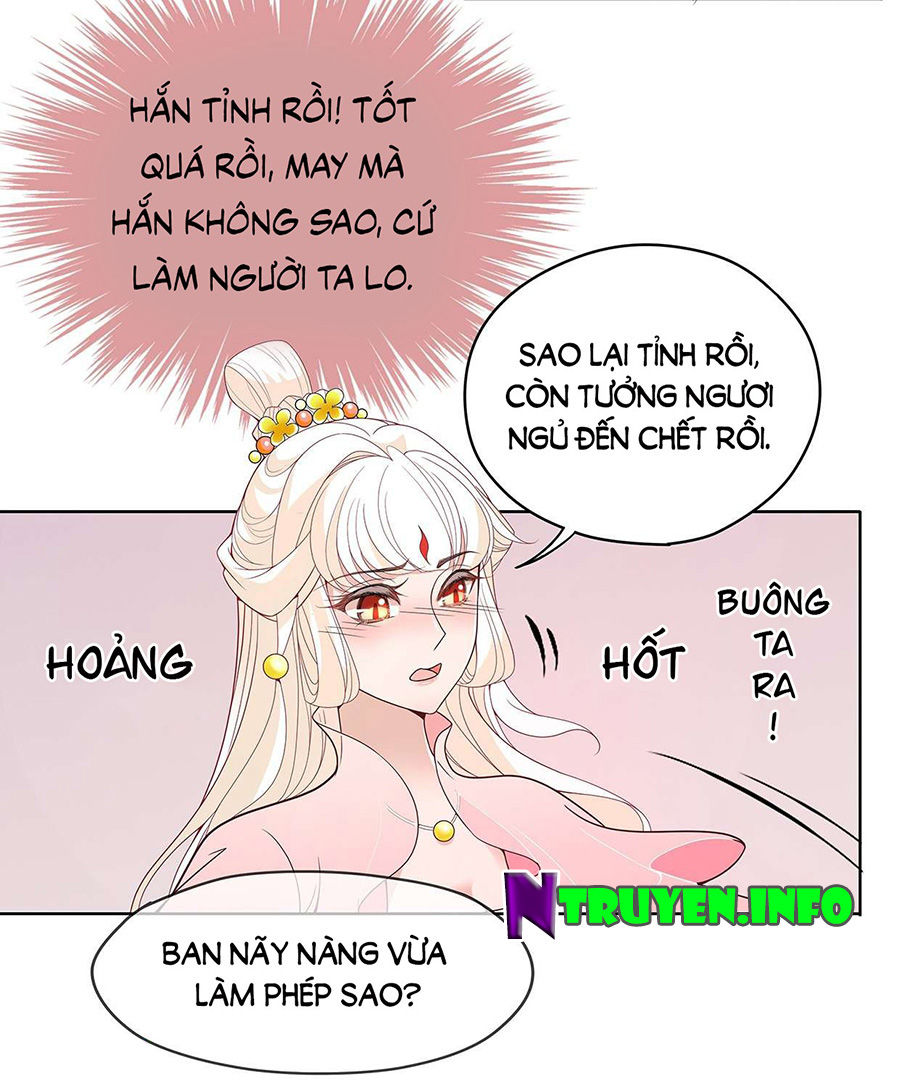 HẮN TỈNH RỒI! TỐT
QUÁ RỒI, MAY MÀ
HẮN KHÔNG SAO, CỨ
LÀM NGƯỜI TA LO.
SAO LẠI TỈNH RỒI,
CÒN TƯỞNG NGƯƠI
NGỦ ĐẾN CHẾT RỒI.
HOẢNG
HỐT
BUÔNG
TA
RA
!
NTRUYEN.INFO
BAN NÃY NÀNG VỪA
LÀM PHÉP SAO?